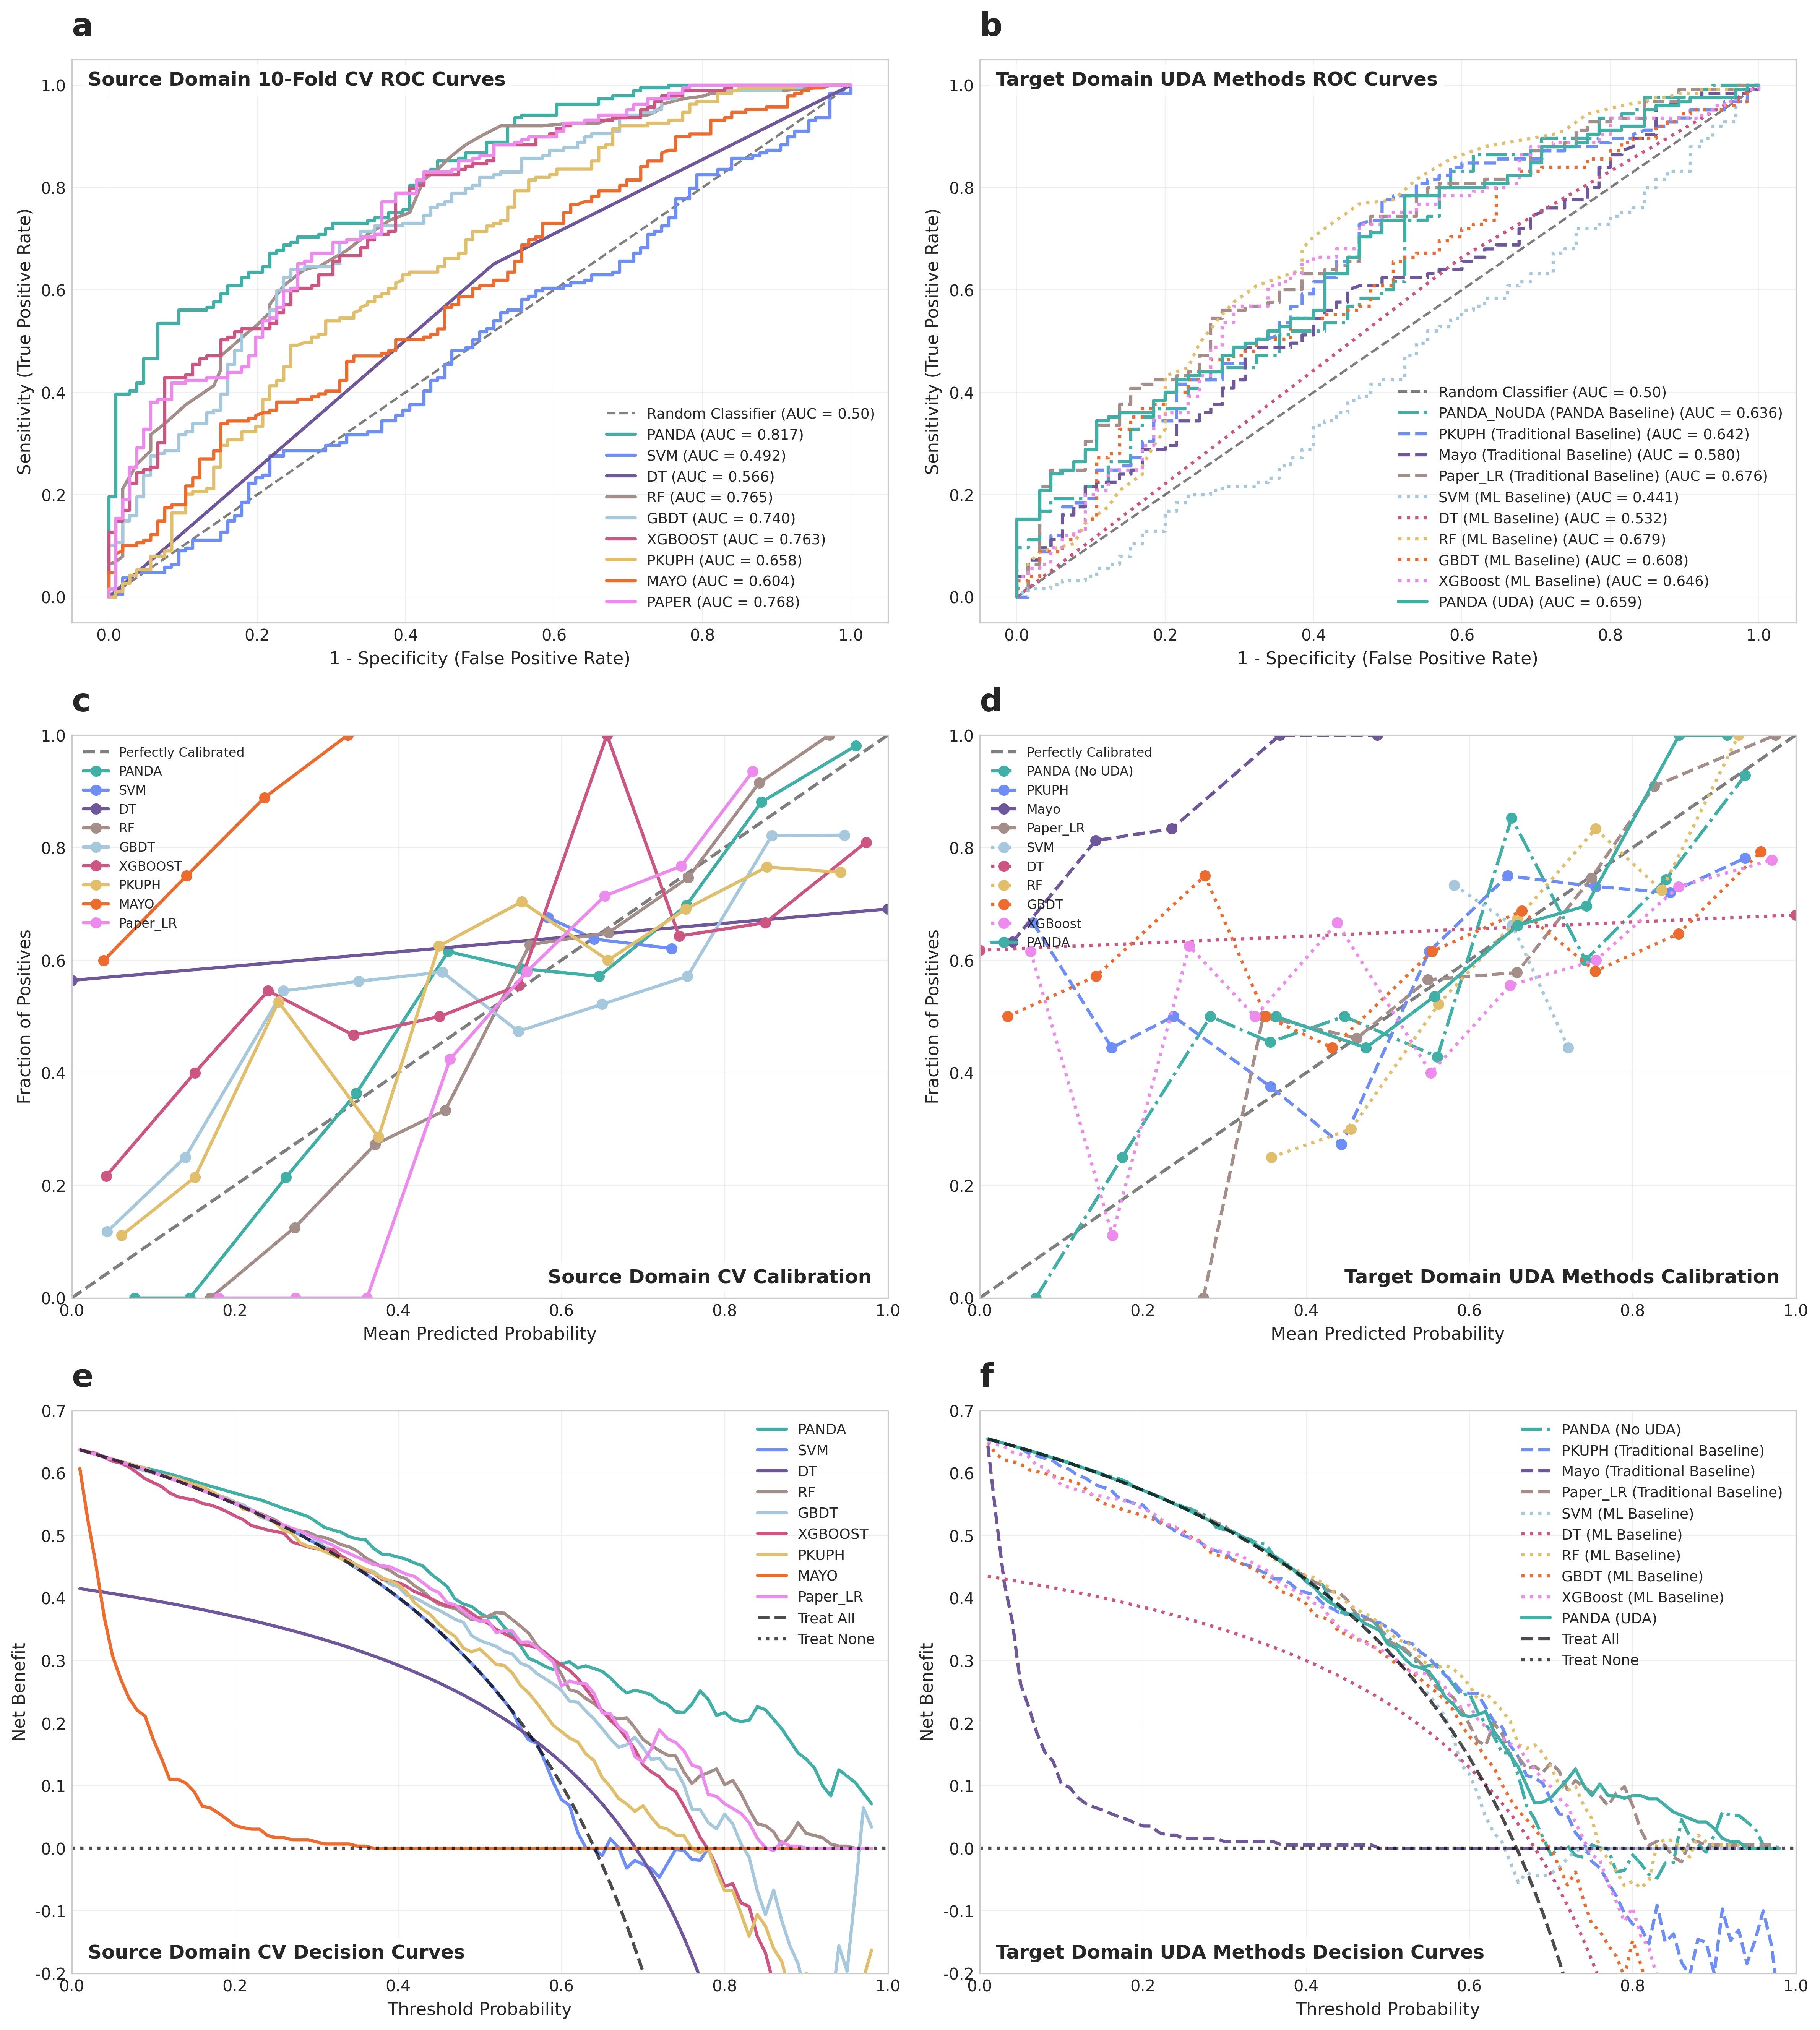 a
Source Domain 10-Fold CV ROC Curves
1.0
0.8
0.6
0.4
0.2
0.0
Sensitivity (True Positive Rate)
Random Classifier (AUC = 0.50)
PANDA (AUC = 0.817)
SVM (AUC = 0.492)
DT (AUC = 0.566)
RF (AUC = 0.765)
GBDT (AUC = 0.740)
XGBOOST (AUC = 0.763)
PKUPH (AUC = 0.658)
MAYO (AUC = 0.604)
PAPER (AUC = 0.768)
0.0 0.2 0.4 0.6 0.8 1.0
1 - Specificity (False Positive Rate)
b
Target Domain UDA Methods ROC Curves
1.0
0.8
0.6
0.4
0.2
0.0
Sensitivity (True Positive Rate)
Random Classifier (AUC = 0.50)
PANDA_NoUDA (PANDA Baseline) (AUC = 0.636)
PKUPH (Traditional Baseline) (AUC = 0.642)
Mayo (Traditional Baseline) (AUC = 0.580)
Paper_LR (Traditional Baseline) (AUC = 0.676)
SVM (ML Baseline) (AUC = 0.441)
DT (ML Baseline) (AUC = 0.532)
RF (ML Baseline) (AUC = 0.679)
GBDT (ML Baseline) (AUC = 0.608)
XGBoost (ML Baseline) (AUC = 0.646)
PANDA (UDA) (AUC = 0.659)
0.0 0.2 0.4 0.6 0.8 1.0
1 - Specificity (False Positive Rate)
c
1.0
0.8
0.6
0.4
0.2
0.0
Fraction of Positives
Perfectly Calibrated
PANDA
SVM
DT
RF
GBDT
XGBOOST
PKUPH
MAYO
Paper_LR
Source Domain CV Calibration
0.0 0.2 0.4 0.6 0.8 1.0
Mean Predicted Probability
d
1.0
0.8
0.6
0.4
0.2
0.0
Fraction of Positives
Perfectly Calibrated
PANDA (No UDA)
PKUPH
Mayo
Paper_LR
SVM
DT
RF
GBDT
XGBoost
PANDA
Target Domain UDA Methods Calibration
0.0 0.2 0.4 0.6 0.8 1.0
Mean Predicted Probability
e
0.7
0.6
0.5
0.4
0.3
0.2
0.1
0.0
-0.1
-0.2
Net Benefit
PANDA
SVM
DT
RF
GBDT
XGBOOST
PKUPH
MAYO
Paper_LR
Treat All
Treat None
Source Domain CV Decision Curves
0.0 0.2 0.4 0.6 0.8 1.0
Threshold Probability
f
0.7
0.6
0.5
0.4
0.3
0.2
0.1
0.0
-0.1
-0.2
Net Benefit
PANDA (No UDA)
PKUPH (Traditional Baseline)
Mayo (Traditional Baseline)
Paper_LR (Traditional Baseline)
SVM (ML Baseline)
DT (ML Baseline)
RF (ML Baseline)
GBDT (ML Baseline)
XGBoost (ML Baseline)
PANDA (UDA)
Treat All
Treat None
Target Domain UDA Methods Decision Curves
0.0 0.2 0.4 0.6 0.8 1.0
Threshold Probability